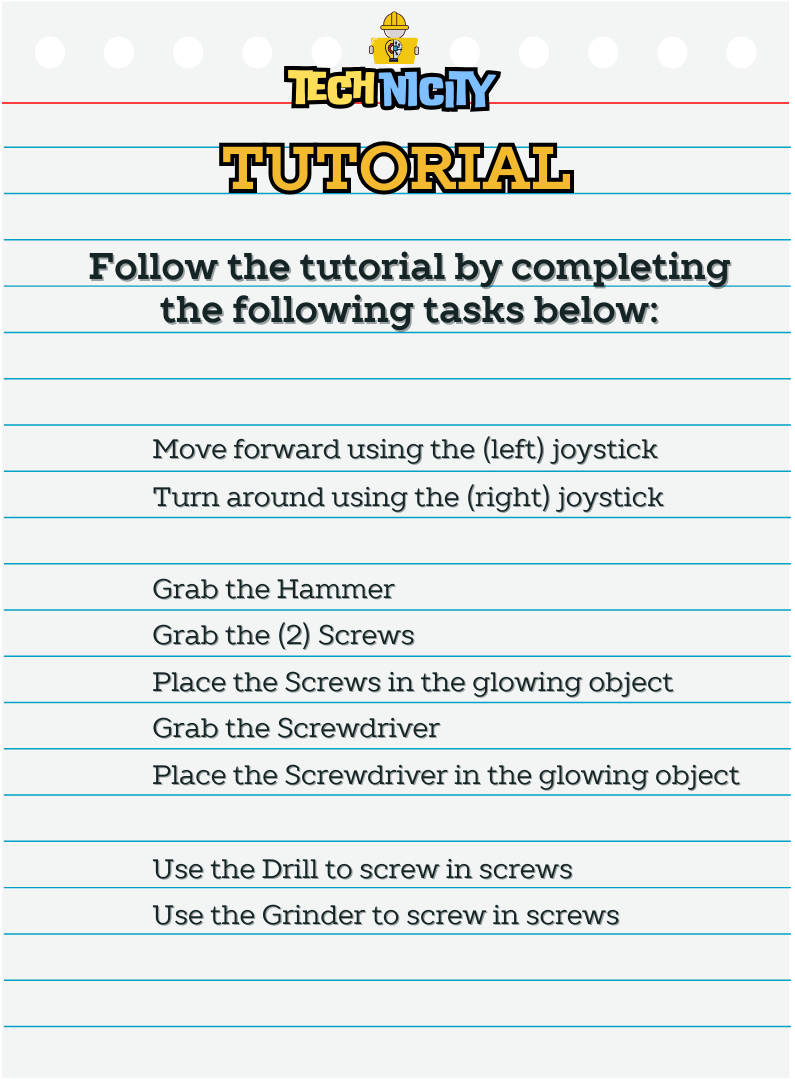 TECHNICITY
TUTORIAL
Follow the tutorial by completing
the following tasks below:
Move forward using the (left) joystick
Turn around using the (right) joystick
Grab the Hammer
Grab the (2) Screws
Place the Screws in the glowing object
Grab the Screwdriver
Place the Screwdriver in the glowing object
Use the Drill to screw in screws
Use the Grinder to screw in screws